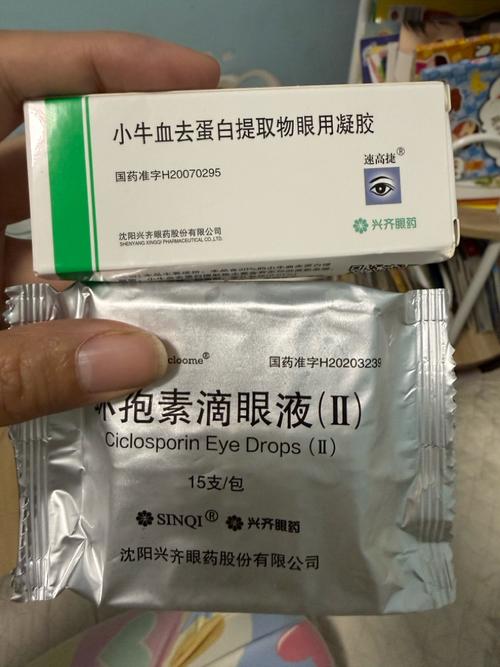 小牛血去蛋白提取物眼用凝胶
速高捷®
国药准字H20070295
兴齐眼药
沈阳兴齐眼药股份有限公司
SHENYANG XINGQI PHARMACEUTICAL CO.,LTD.
cloome®
国药准字H20203239
孢素滴眼液(Ⅱ)
Ciclosporin Eye Drops (Ⅱ)
15支/包
SINQI® 兴齐眼药
沈阳兴齐眼药股份有限公司